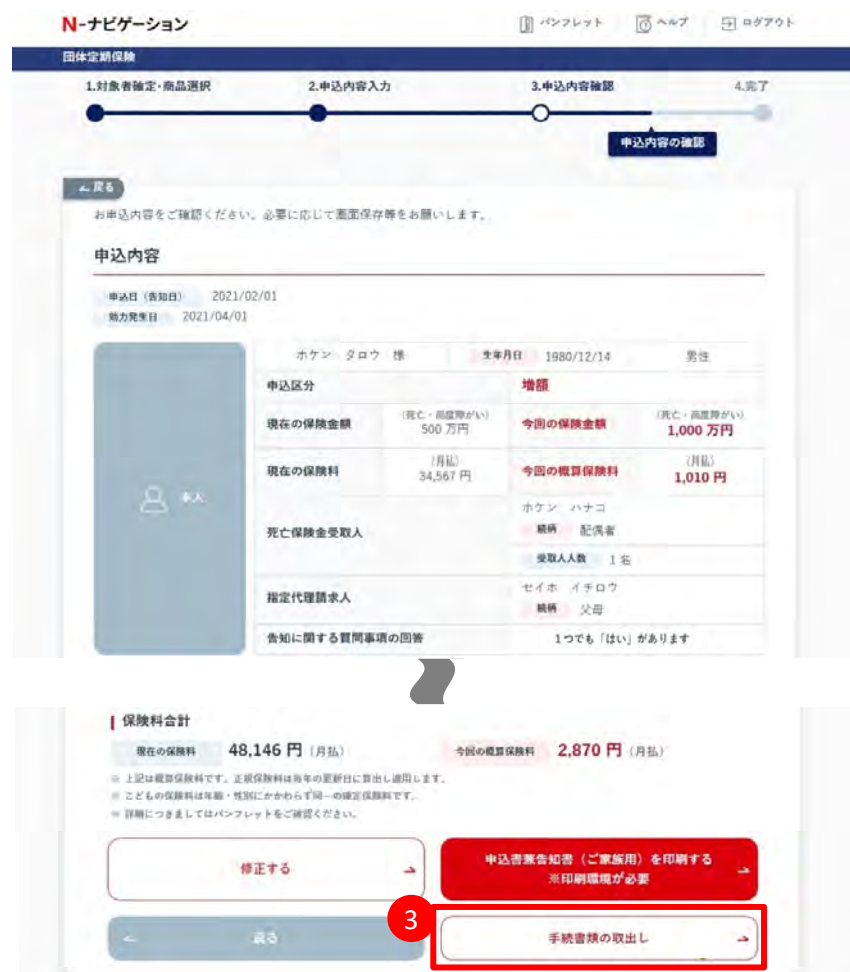 N-ナビゲーション
パンフレット ヘルプ ログアウト
団体定期保険
1.対象者確定・商品選択 2.申込内容入力 3.申込内容確認 4.完了
申込内容の確認
戻る
お申込内容をご確認ください。必要に応じて画面保存等をお願いします。
申込内容
申込日（告知日） 2021/02/01
効力発生日 2021/04/01
ホケン タロウ 様 生年月日 1980/12/14 男性
申込区分 増額
（死亡・高度障がい） （死亡・高度障がい）
現在の保険金額 500 万円 今回の保険金額 1,000 万円
（月払） （月払）
現在の保険料 34,567 円 今回の概算保険料 1,010 円
本人
ホケン ハナコ
死亡保険金受取人 続柄 配偶者
受取人人数 1 名
セイホ イチロウ
指定代理請求人 続柄 父母
告知に関する質問事項の回答 1つでも「はい」があります
保険料合計
現在の保険料 48,146 円（月払） 今回の概算保険料 2,870 円（月払）
※ 上記は概算保険料です。正規保険料は毎年の更新日に算出し適用します。
※ こどもの保険料は年齢・性別にかかわらず同一の確定保険料です。
※ 詳細につきましてはパンフレットをご確認ください。
修正する 申込書兼告知書（ご家族用）を印刷する
※印刷環境が必要
3
戻る 手続書類の取出し